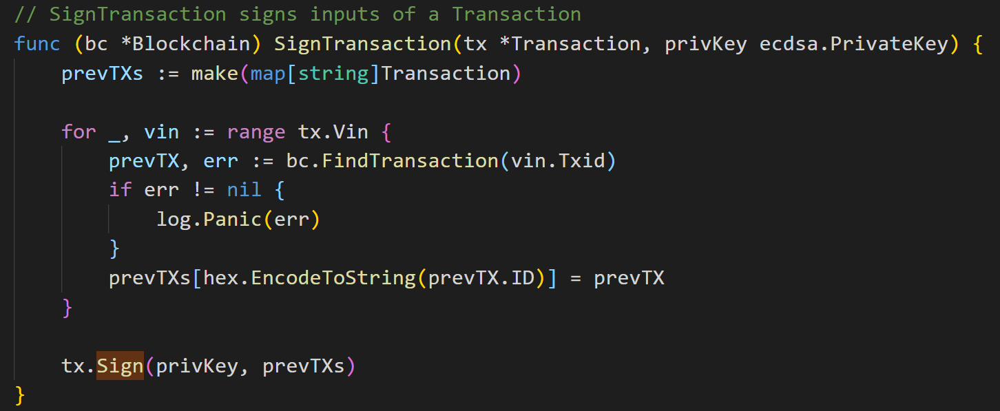 // SignTransaction signs inputs of a Transaction
func (bc *Blockchain) SignTransaction(tx *Transaction, privKey ecdsa.PrivateKey) {
    prevTXs := make(map[string]Transaction)

    for _, vin := range tx.Vin {
        prevTX, err := bc.FindTransaction(vin.Txid)
        if err != nil {
            log.Panic(err)
        }
        prevTXs[hex.EncodeToString(prevTX.ID)] = prevTX
    }

    tx.Sign(privKey, prevTXs)
}